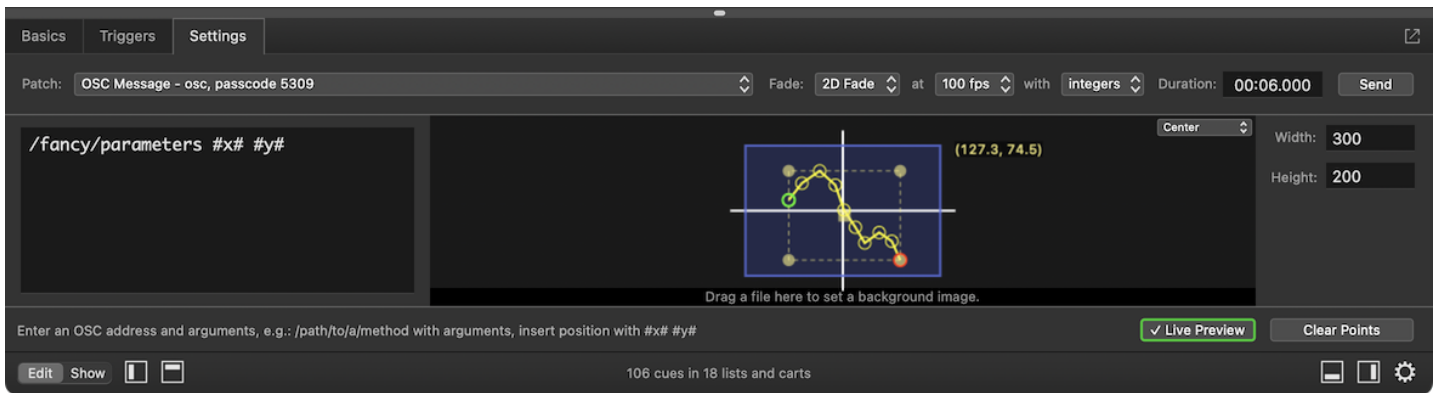 Basics Triggers Settings
Patch: OSC Message - osc, passcode 5309 Fade: 2D Fade at 100 fps with integers Duration: 00:06.000 Send
/fancy/parameters #x# #y#
(127.3, 74.5)
Center
Width: 300
Height: 200
Drag a file here to set a background image.
Enter an OSC address and arguments, e.g.: /path/to/a/method with arguments, insert position with #x# #y# ✓ Live Preview Clear Points
Edit Show 106 cues in 18 lists and carts